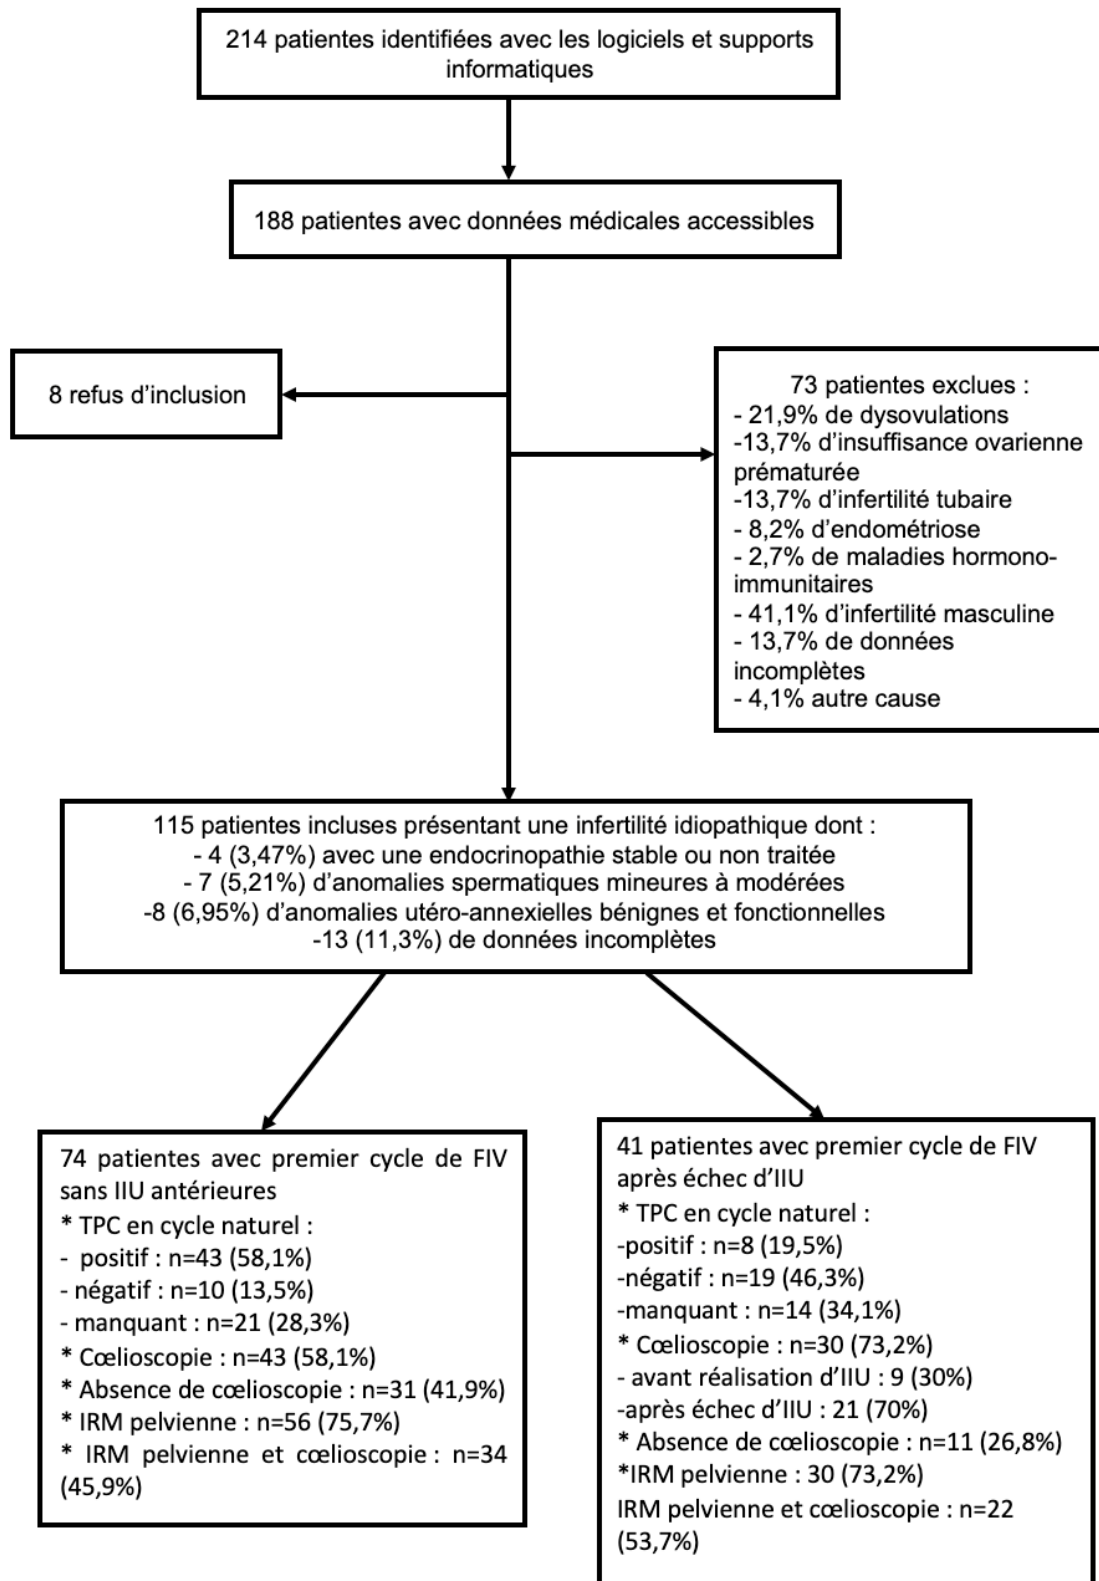 214 patientes identifiées avec les logiciels et supports
informatiques
188 patientes avec données médicales accessibles
8 refus d’inclusion
73 patientes exclues :
- 21,9% de dysovulations
-13,7% d’insuffisance ovarienne
prématurée
-13,7% d’infertilité tubaire
- 8,2% d’endométriose
- 2,7% de maladies hormono-
immunitaires
- 41,1% d’infertilité masculine
- 13,7% de données
incomplètes
- 4,1% autre cause
115 patientes incluses présentant une infertilité idiopathique dont :
- 4 (3,47%) avec une endocrinopathie stable ou non traitée
- 7 (5,21%) d’anomalies spermatiques mineures à modérées
-8 (6,95%) d’anomalies utéro-annexielles bénignes et fonctionnelles
-13 (11,3%) de données incomplètes
74 patientes avec premier cycle de FIV
sans IIU antérieures
* TPC en cycle naturel :
- positif : n=43 (58,1%)
- négatif : n=10 (13,5%)
- manquant : n=21 (28,3%)
* Cœlioscopie : n=43 (58,1%)
* Absence de cœlioscopie : n=31 (41,9%)
* IRM pelvienne : n=56 (75,7%)
* IRM pelvienne et cœlioscopie : n=34
(45,9%)
41 patientes avec premier cycle de FIV
après échec d’IIU
* TPC en cycle naturel :
-positif : n=8 (19,5%)
-négatif : n=19 (46,3%)
-manquant : n=14 (34,1%)
* Cœlioscopie : n=30 (73,2%)
- avant réalisation d’IIU : 9 (30%)
-après échec d’IIU : 21 (70%)
* Absence de cœlioscopie : n=11 (26,8%)
*IRM pelvienne : 30 (73,2%)
IRM pelvienne et cœlioscopie : n=22
(53,7%)